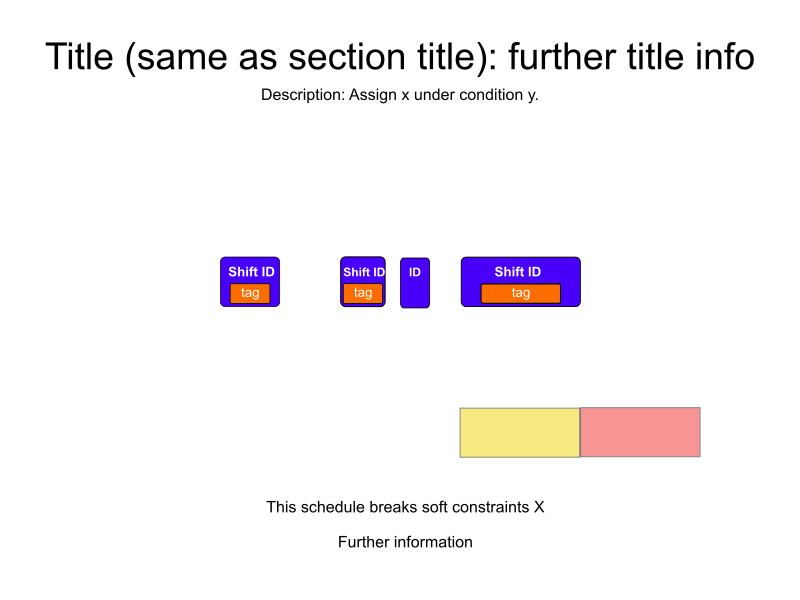 Title (same as section title): further title info
Description: Assign x under condition y.
Shift ID
tag
Shift ID
tag
ID
Shift ID
tag
This schedule breaks soft constraints X
Further information